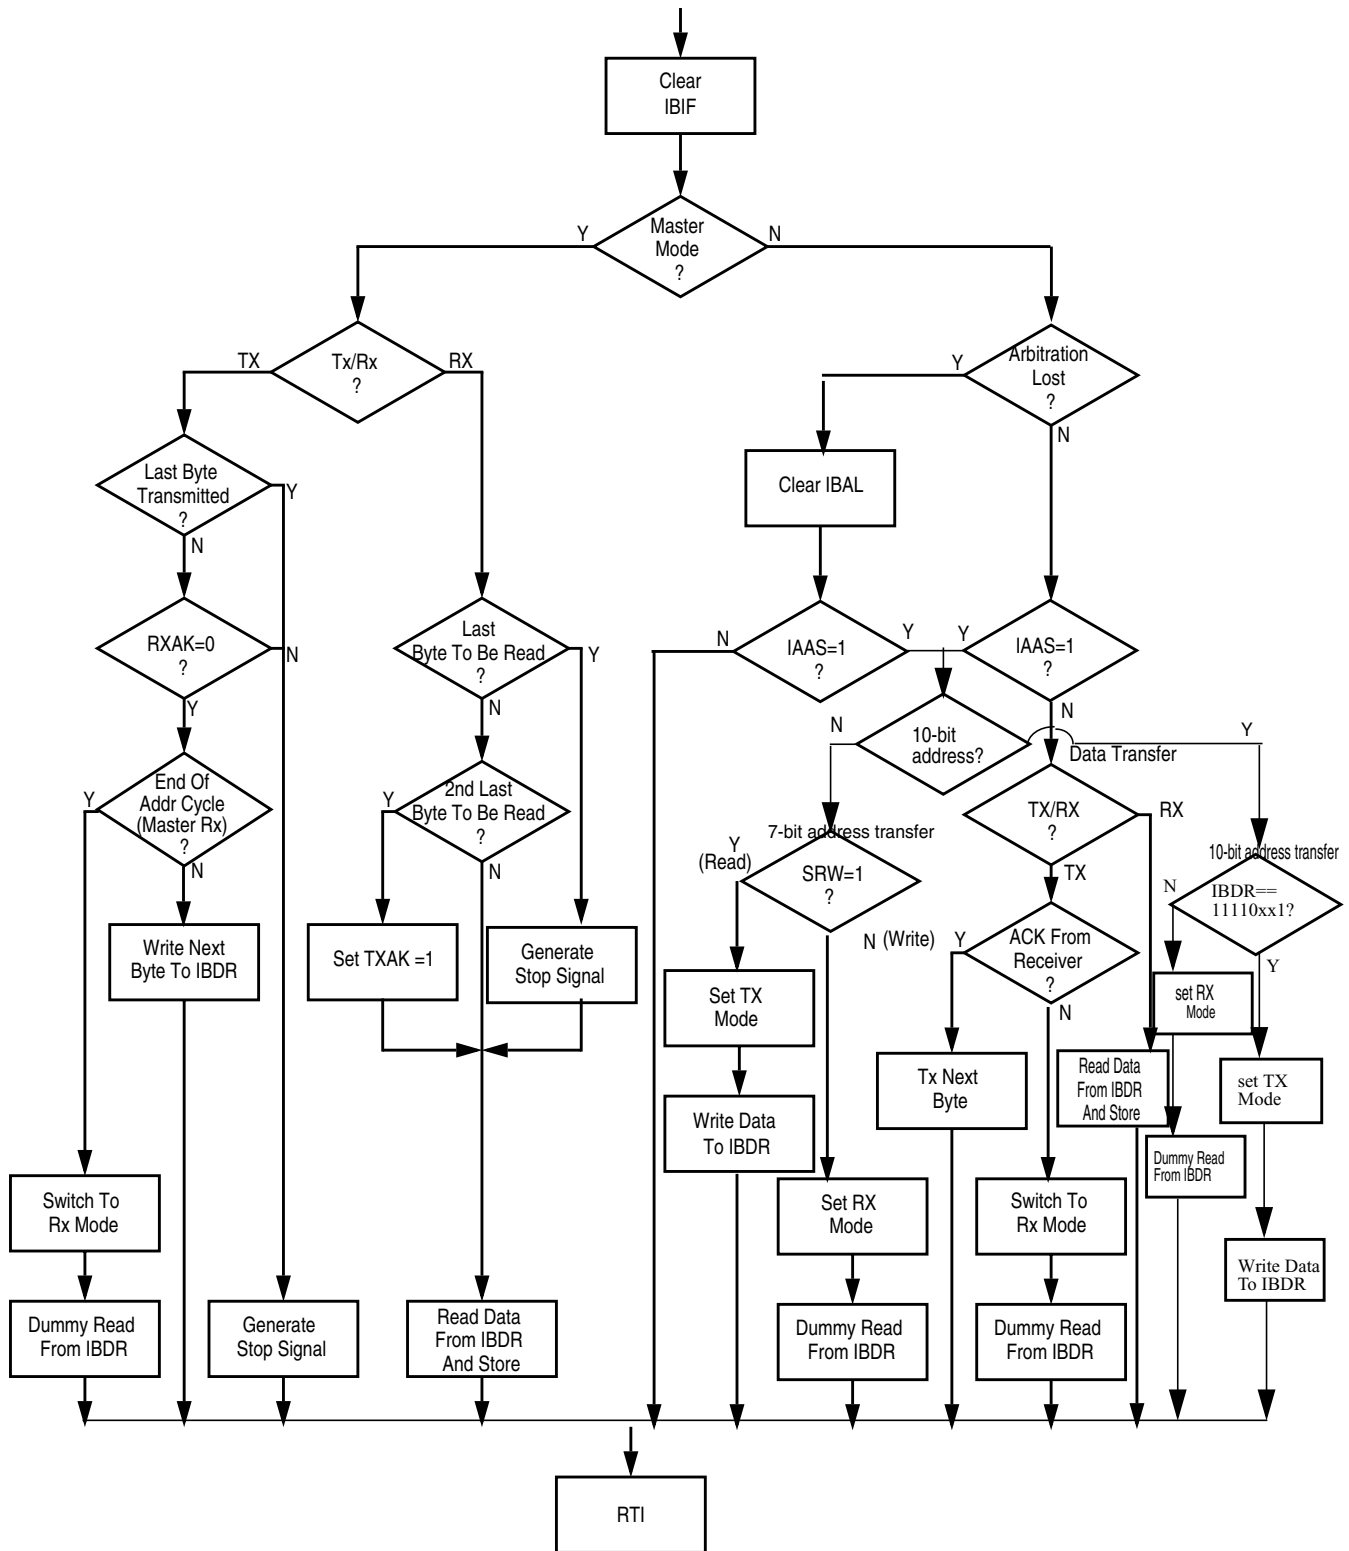 Clear
IBIF
Master
Mode
?
Y
N
Tx/Rx
?
TX
RX
Arbitration
Lost
?
Y
N
Last Byte
Transmitted
?
Y
N
Clear IBAL
RXAK=0
?
N
Y
Last
Byte To Be Read
?
Y
N
IAAS=1
?
N
Y
IAAS=1
?
Y
N
10-bit
address?
N
Y
Data Transfer
End Of
Addr Cycle
(Master Rx)
?
Y
N
2nd Last
Byte To Be Read
?
Y
N
7-bit address transfer
SRW=1
?
Y
(Read)
N (Write)
TX/RX
?
RX
TX
10-bit address transfer
IBDR==
11110xx1?
N
Y
Write Next
Byte To IBDR
Set TXAK =1
Generate
Stop Signal
ACK From
Receiver
?
Y
N
Set TX
Mode
set RX
Mode
Tx Next
Byte
Read Data
From IBDR
And Store
set TX
Mode
Write Data
To IBDR
Dummy Read
From IBDR
Switch To
Rx Mode
Set RX
Mode
Switch To
Rx Mode
Write Data
To IBDR
Dummy Read
From IBDR
Generate
Stop Signal
Read Data
From IBDR
And Store
Dummy Read
From IBDR
Dummy Read
From IBDR
RTI